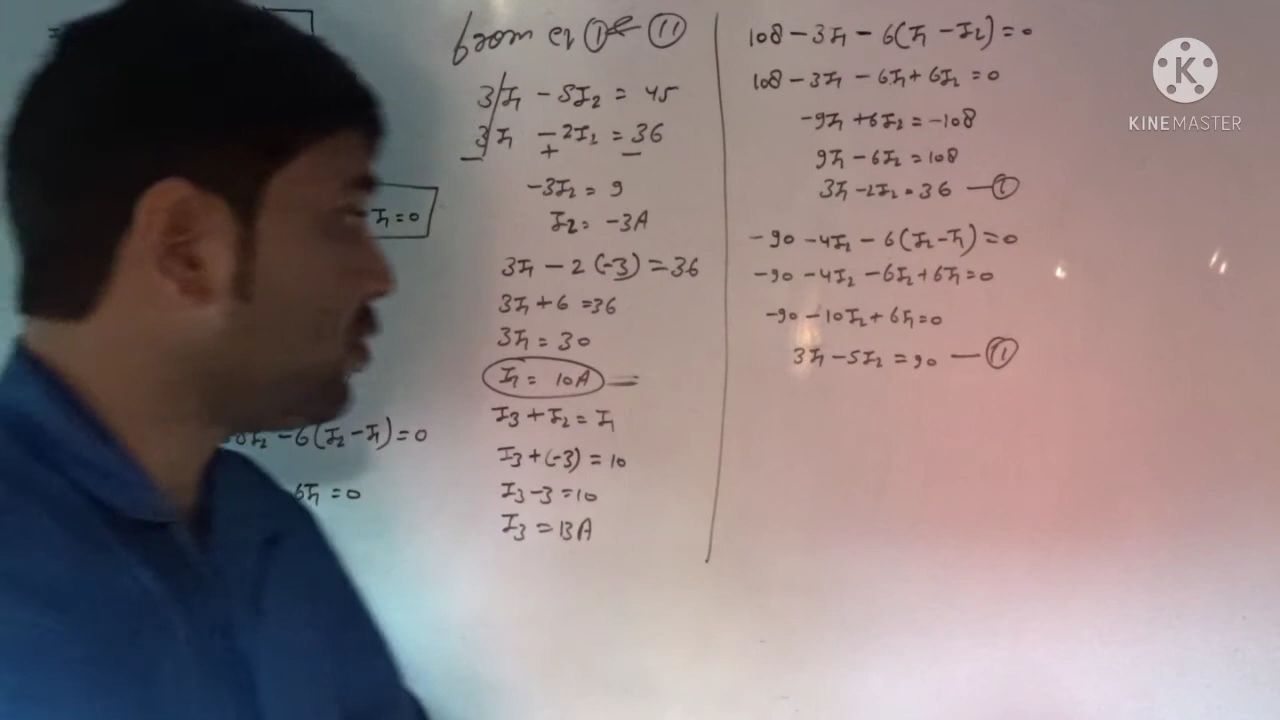 I₁ = 0
30I₂ - 6(I₂ - I₁) = 0
6I₁ = 0
from eq ① & ⑪
3I₁ - 5I₂ = 45
3I₁ - 2I₂ = 36
- + -
-3I₂ = 9
I₂ = -3A
3I₁ - 2(-3) = 36
3I₁ + 6 = 36
3I₁ = 30
I₁ = 10A
I₃ + I₂ = I₁
I₃ + (-3) = 10
I₃ - 3 = 10
I₃ = 13A
108 - 3I₁ - 6(I₁ - I₂) = 0
108 - 3I₁ - 6I₁ + 6I₂ = 0
-9I₁ + 6I₂ = -108
9I₁ - 6I₂ = 108
3I₁ - 2I₂ = 36 — ①
-90 - 4I₂ - 6(I₂ - I₁) = 0
-90 - 4I₂ - 6I₂ + 6I₁ = 0
-90 - 10I₂ + 6I₁ = 0
3I₁ - 5I₂ = 90 — ⑪
K
KINEMASTER